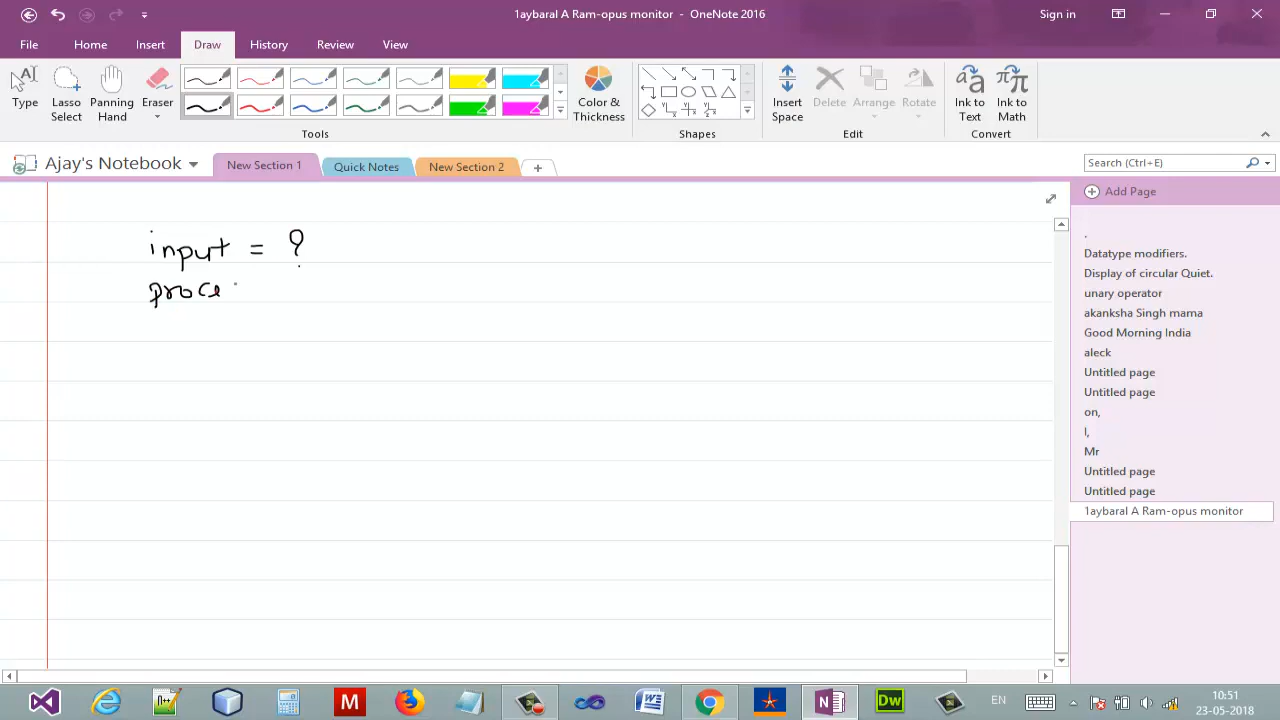 1aybaral A Ram-opus monitor - OneNote 2016
Sign in
File Home Insert Draw History Review View
Type
Lasso Select
Panning Hand
Eraser
Color & Thickness
Insert Space
Delete
Arrange
Rotate
Ink to Text
Ink to Math
Tools
Shapes
Edit
Convert
Ajay's Notebook
New Section 1
Quick Notes
New Section 2
Search (Ctrl+E)
Add Page
input = ?
proce
.
Datatype modifiers.
Display of circular Quiet.
unary operator
akanksha Singh mama
Good Morning India
aleck
Untitled page
Untitled page
on,
l,
Mr
Untitled page
Untitled page
1aybaral A Ram-opus monitor
M
W
N
Dw
EN
10:51
23-05-2018